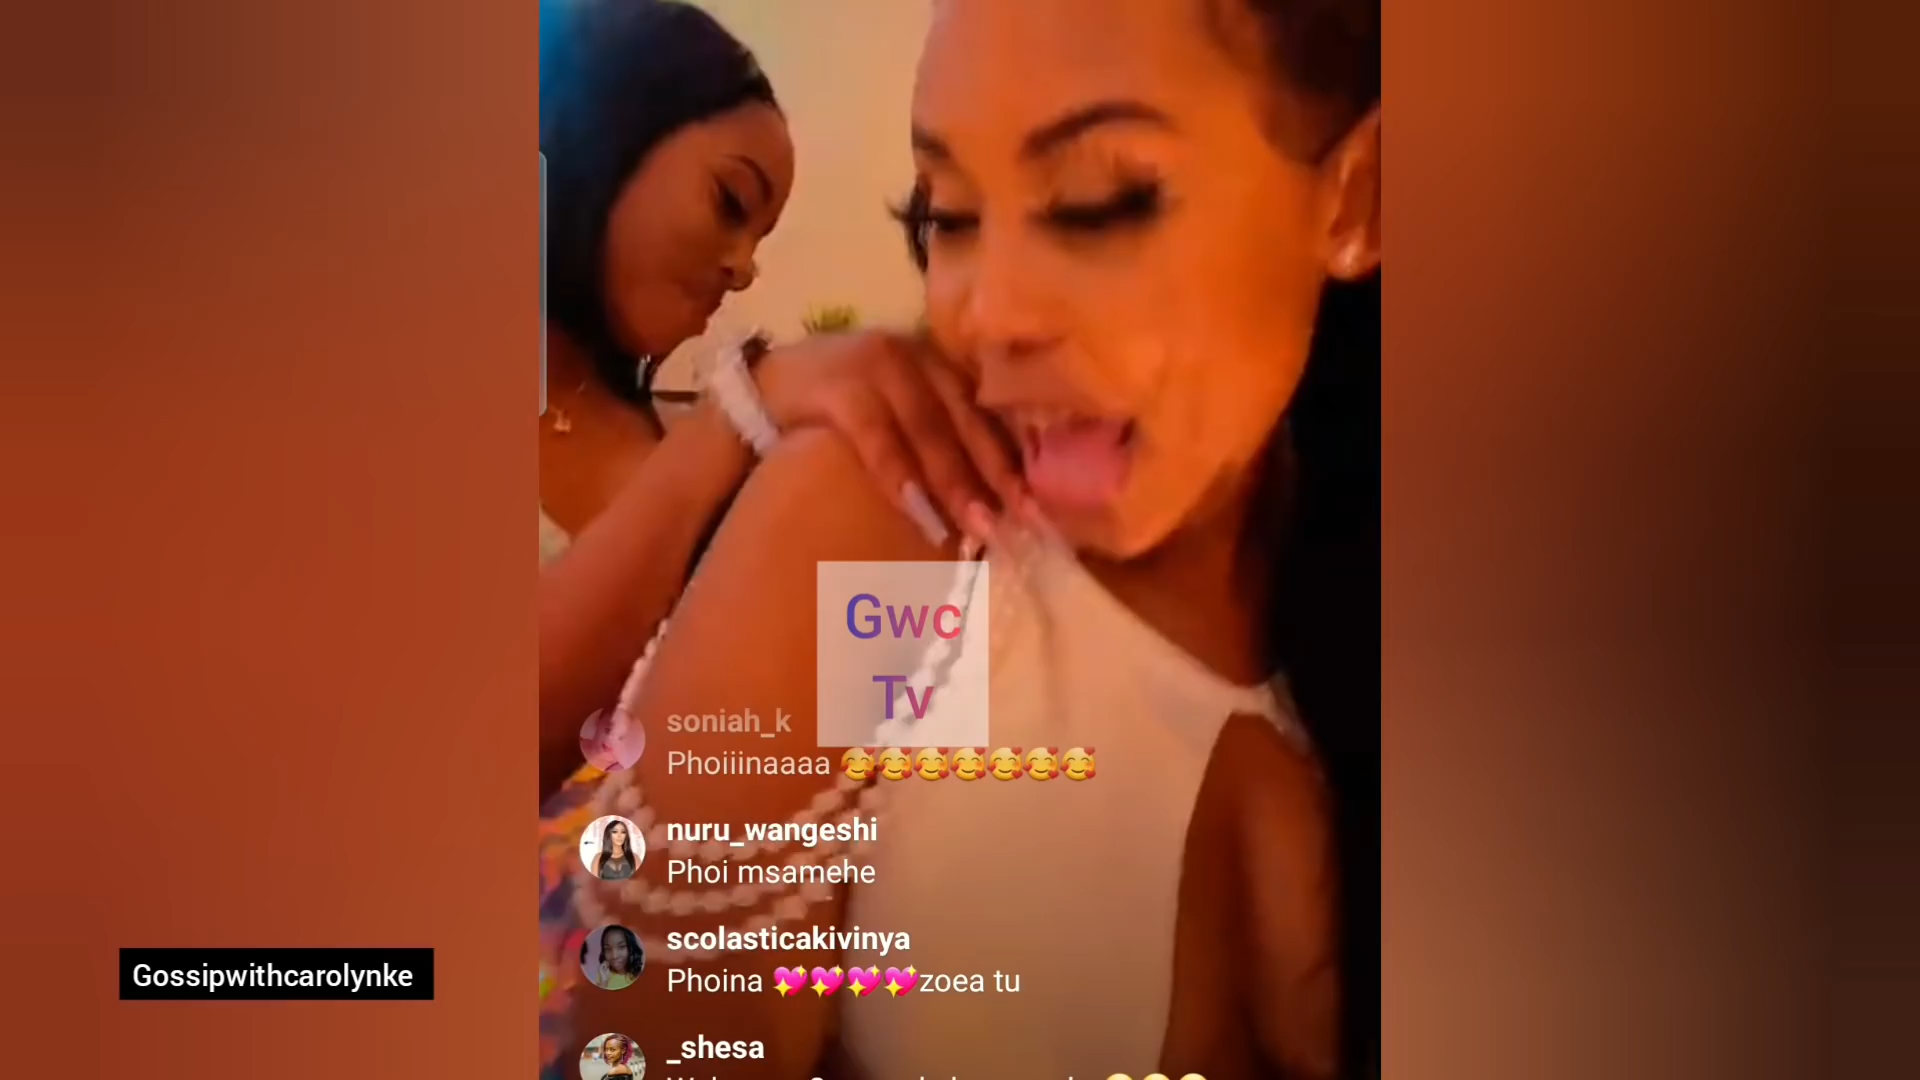 Gwc
Tv
soniah_k
Phoiiinaaaa 🥰🥰🥰🥰🥰🥰🥰
nuru_wangeshi
Phoi msamehe
scolasticakivinya
Phoina 💖💖💖💖zoea tu
_shesa
Gossipwithcarolynke